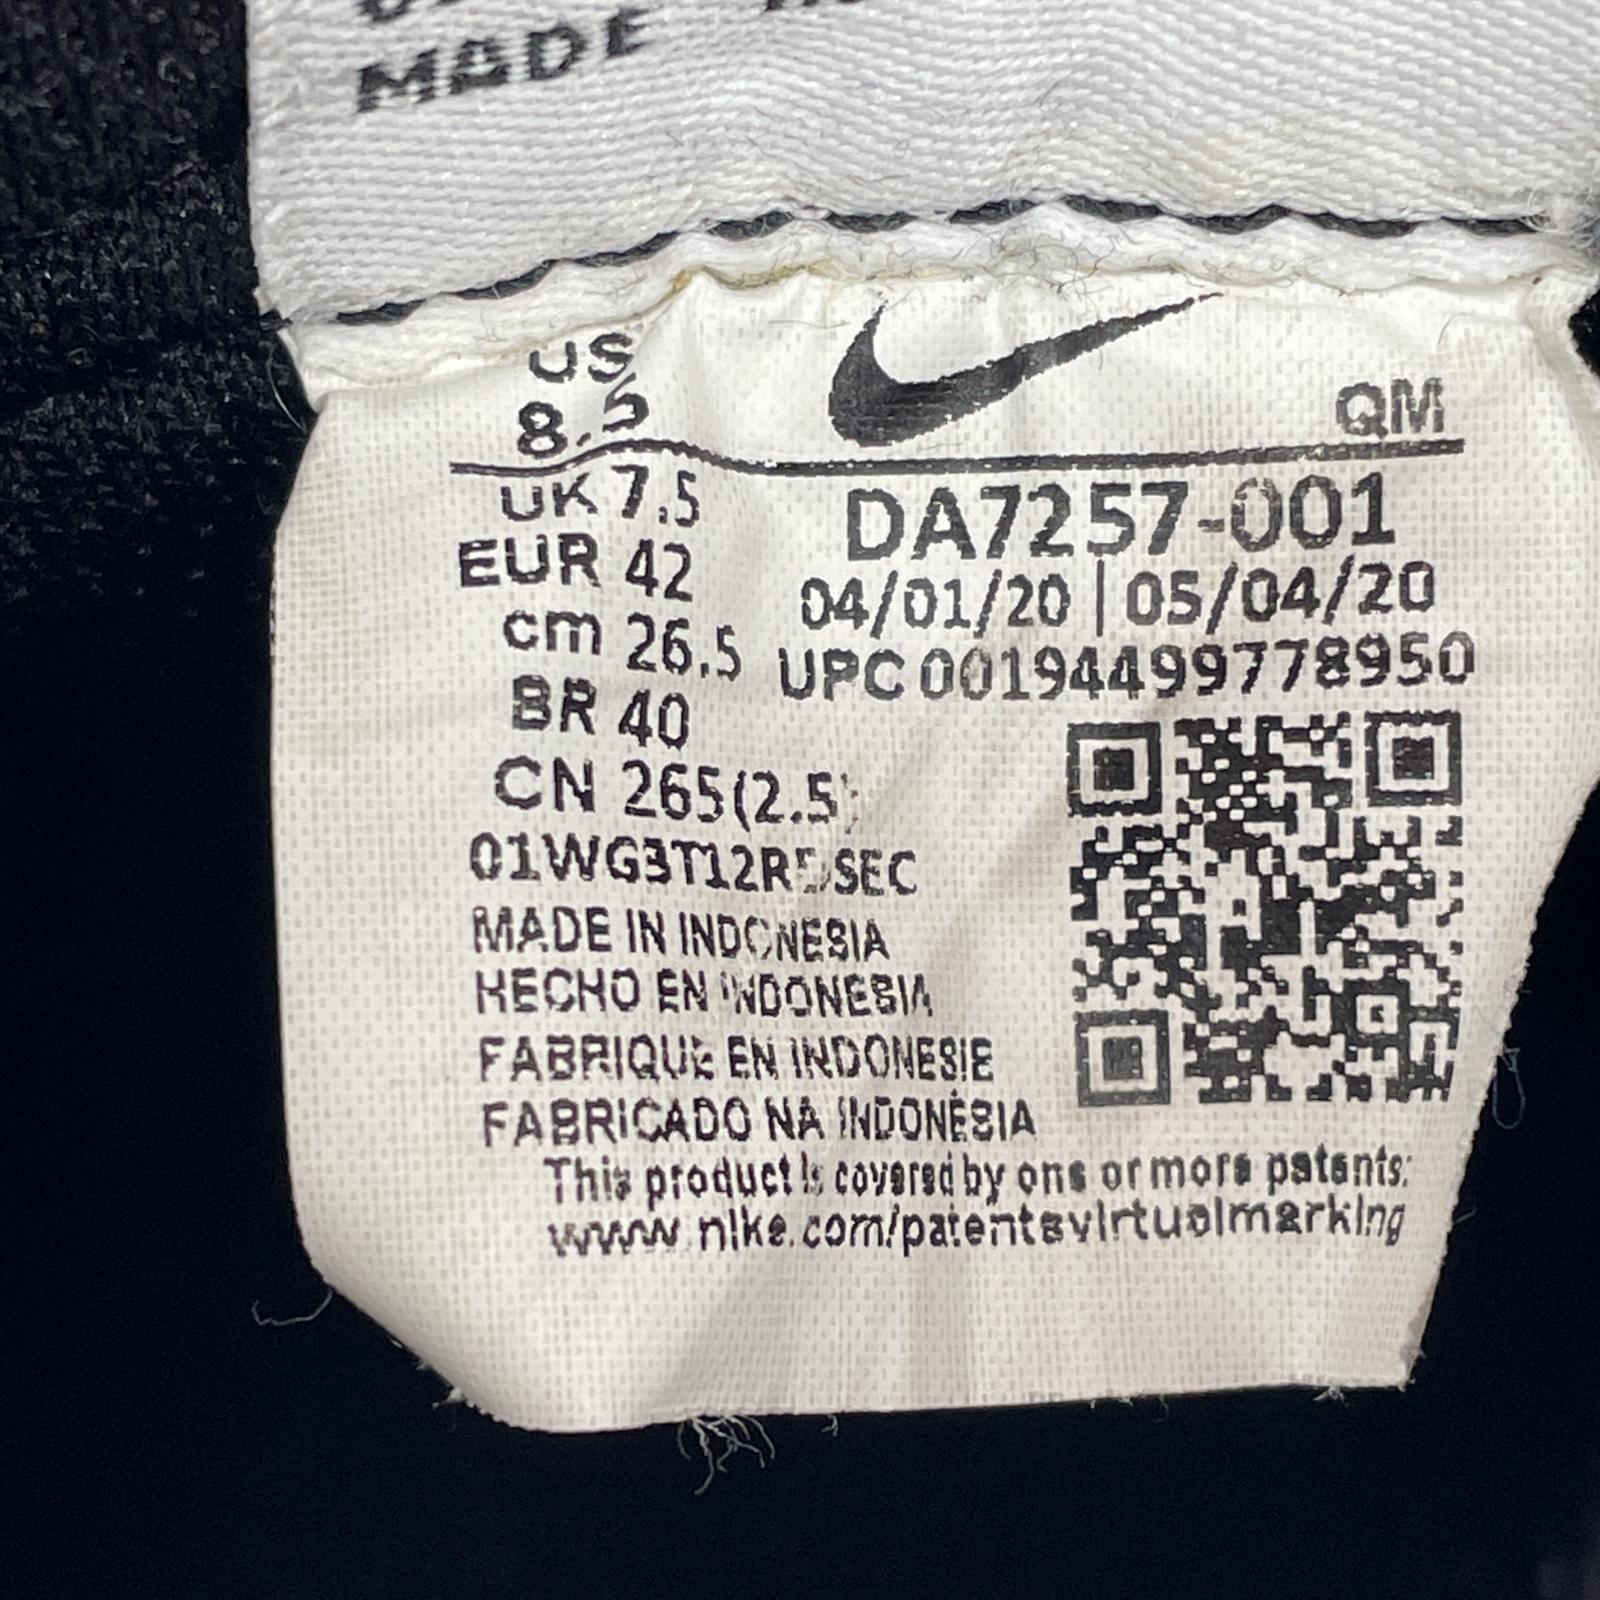 MADE
US
8.5
QM
UK 7.5
DA7257-001
EUR 42
04/01/20 | 05/04/20
cm 26.5
UPC 00194499778950
BR 40
CN 265(2.5)
SEC
MADE IN INDONESIA
HECHO EN INDONESIA
FABRIQUE EN INDONESIE
FABRICADO NA INDONÉSIA
This product is covered by one or more patents:
www.nike.com/patentsvirtualmarking